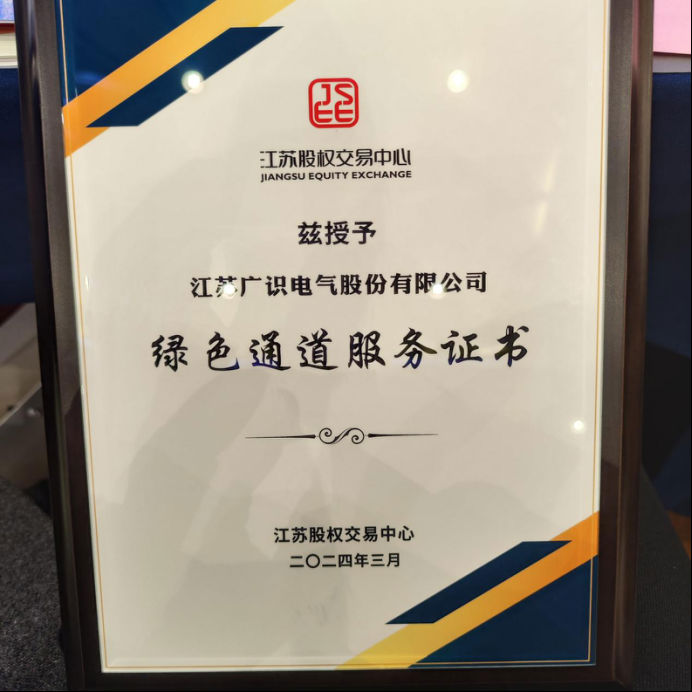 JS
EE
江苏股权交易中心
JIANGSU EQUITY EXCHANGE
兹授予
江苏广识电气股份有限公司
绿色通道服务证书
江苏股权交易中心
二〇二四年三月